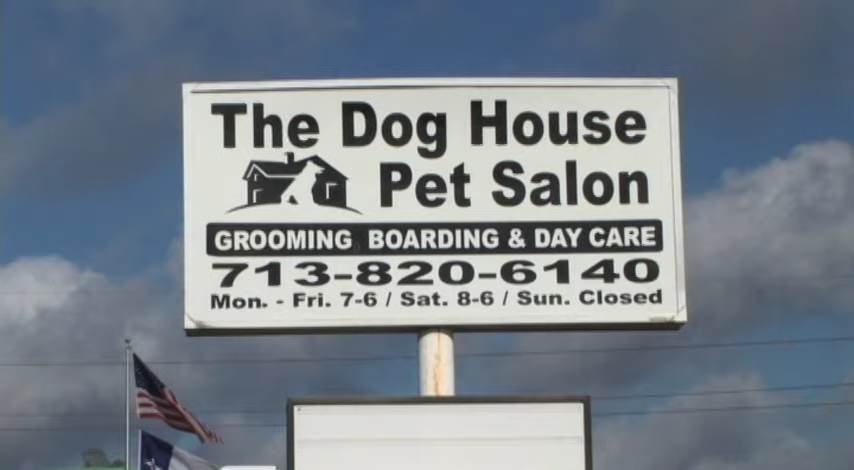 The Dog House
Pet Salon
GROOMING BOARDING & DAY CARE
713-820-6140
Mon. - Fri. 7-6 / Sat. 8-6 / Sun. Closed